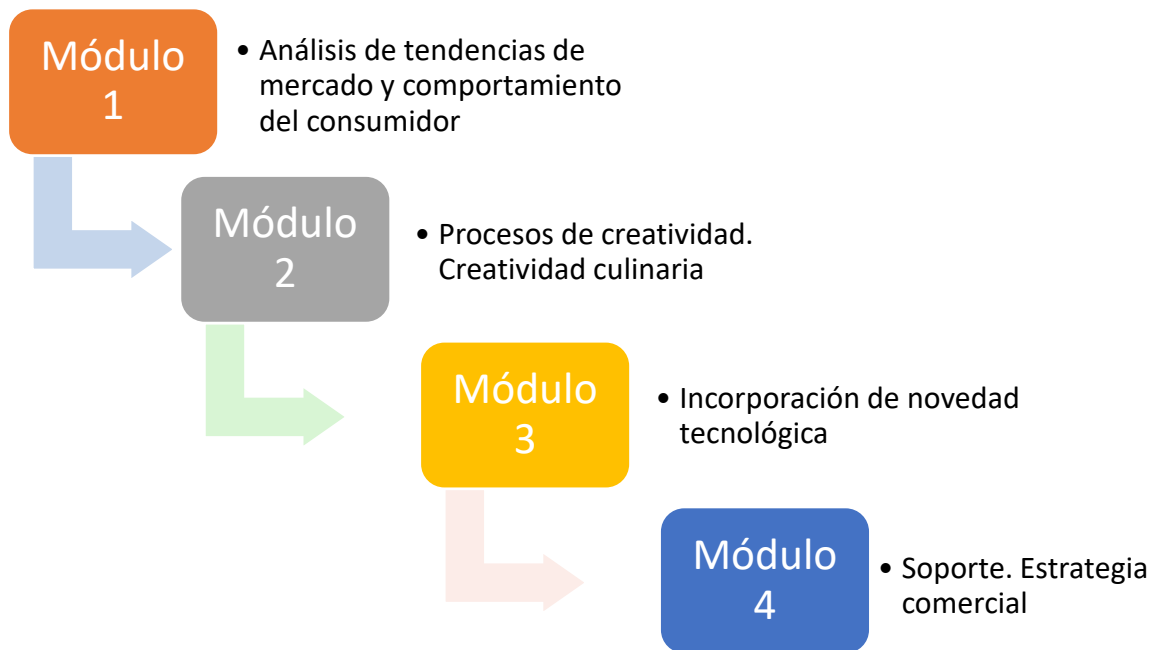 Módulo
1
• Análisis de tendencias de
mercado y comportamiento
del consumidor
Módulo
2
• Procesos de creatividad.
Creatividad culinaria
Módulo
3
• Incorporación de novedad
tecnológica
Módulo
4
• Soporte. Estrategia
comercial